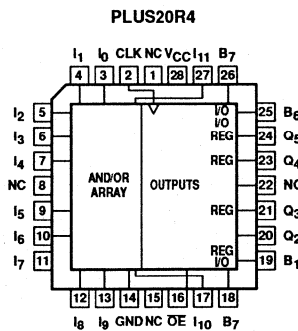 PLUS20R4
I1 I0 CLK NC VCC I11 B7
4 3 2 1 28 27 26
I2 5 I/O 25 B6
I/O
I3 6 REG 24 Q5
I4 7 REG 23 Q4
NC 8 AND/OR ARRAY OUTPUTS 22 NC
I5 9 REG 21 Q3
I6 10 20 Q2
REG
I7 11 I/O 19 B1
12 13 14 15 16 17 18
I8 I9 GND NC OE I10 B7